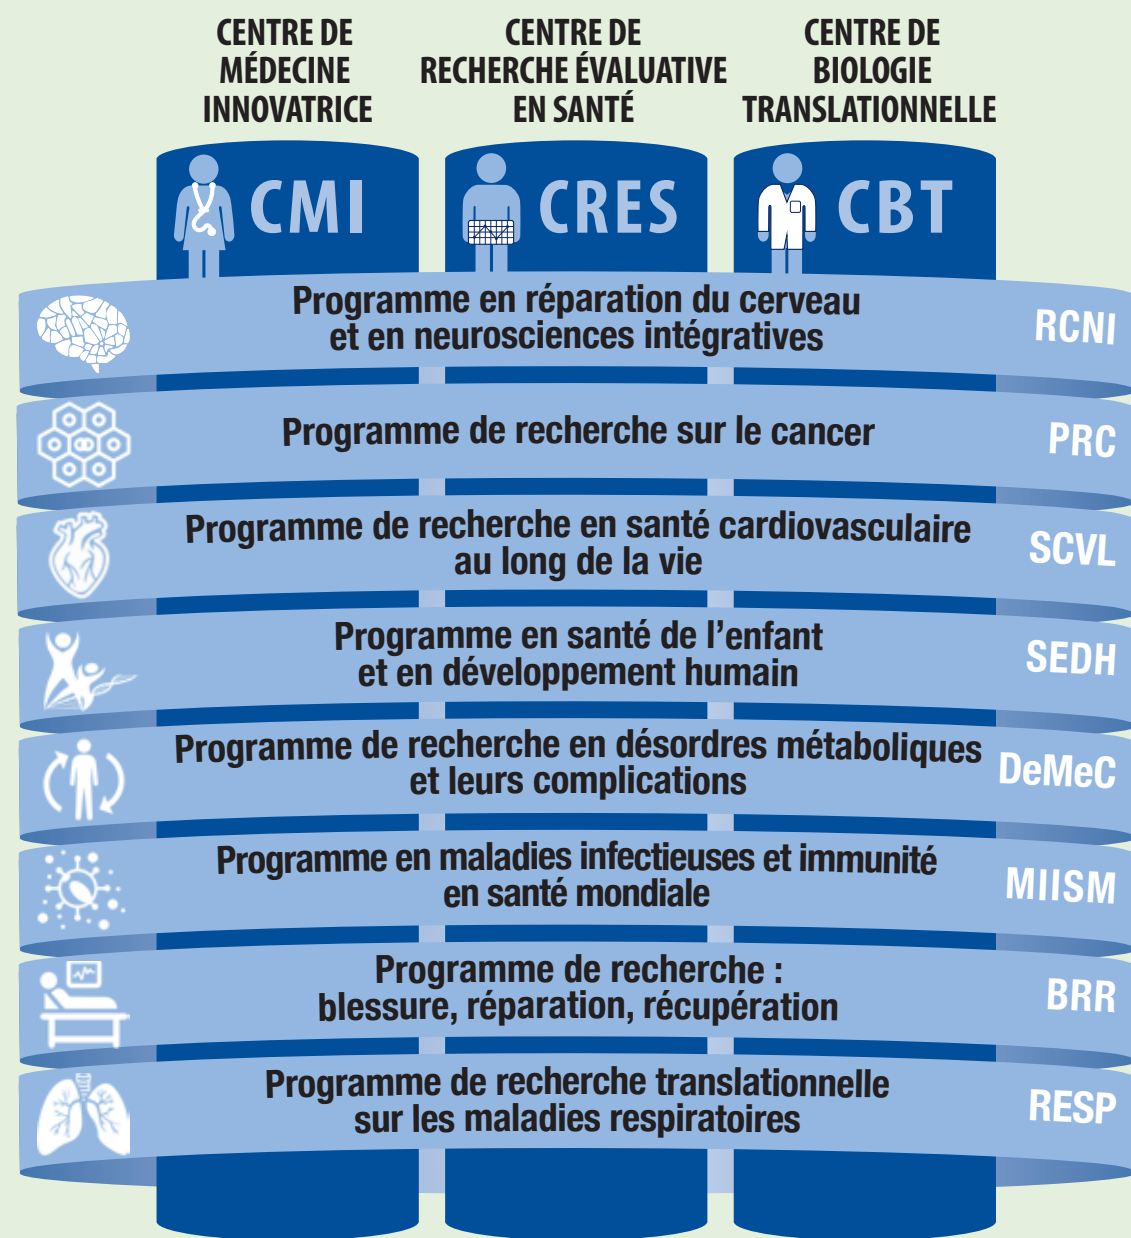 CENTRE DE
MÉDECINE
INNOVATRICE
CENTRE DE
RECHERCHE ÉVALUATIVE
EN SANTÉ
CENTRE DE
BIOLOGIE
TRANSLATIONNELLE
CMI
CRES
CBT
Programme en réparation du cerveau
et en neurosciences intégratives
RCNI
Programme de recherche sur le cancer
PRC
Programme de recherche en santé cardiovasculaire
au long de la vie
SCVL
Programme en santé de l’enfant
et en développement humain
SEDH
Programme de recherche en désordres métaboliques
et leurs complications
DeMeC
Programme en maladies infectieuses et immunité
en santé mondiale
MIISM
Programme de recherche :
blessure, réparation, récupération
BRR
Programme de recherche translationnelle
sur les maladies respiratoires
RESP